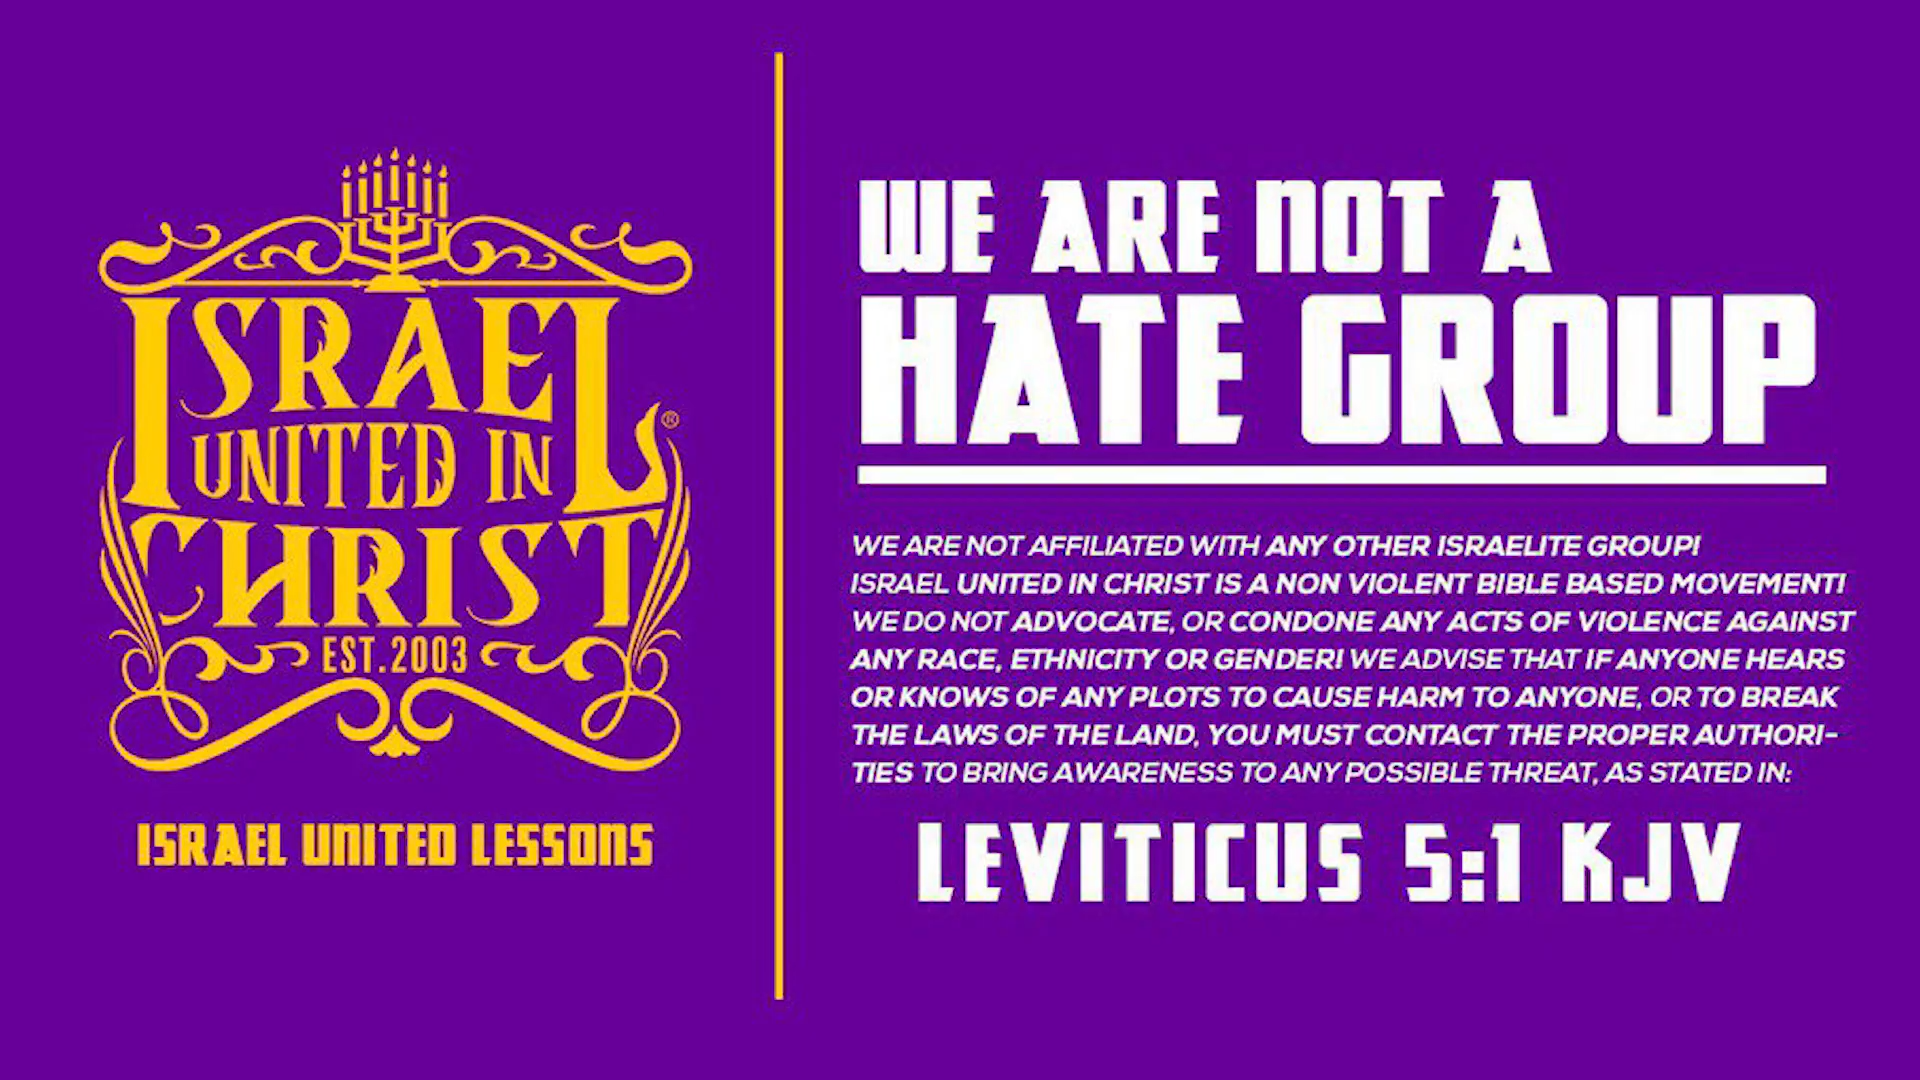 ISRAEL
UNITED IN
CHRIST
®
EST.2003
ISRAEL UNITED LESSONS
WE ARE NOT A
HATE GROUP
WE ARE NOT AFFILIATED WITH ANY OTHER ISRAELITE GROUP!
ISRAEL UNITED IN CHRIST IS A NON VIOLENT BIBLE BASED MOVEMENT!
WE DO NOT ADVOCATE, OR CONDONE ANY ACTS OF VIOLENCE AGAINST
ANY RACE, ETHNICITY OR GENDER! WE ADVISE THAT IF ANYONE HEARS
OR KNOWS OF ANY PLOTS TO CAUSE HARM TO ANYONE, OR TO BREAK
THE LAWS OF THE LAND, YOU MUST CONTACT THE PROPER AUTHORI-
TIES TO BRING AWARENESS TO ANY POSSIBLE THREAT, AS STATED IN:
LEVITICUS 5:1 KJV